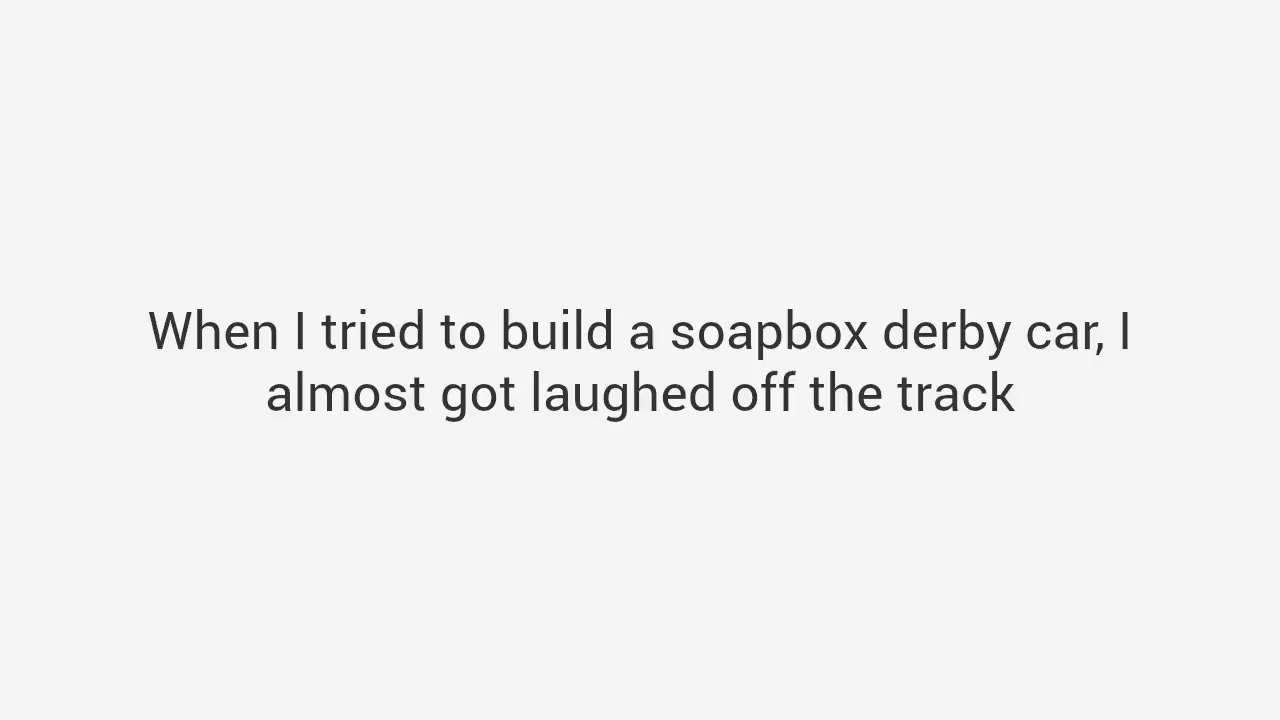 When I tried to build a soapbox derby car, I
almost got laughed off the track